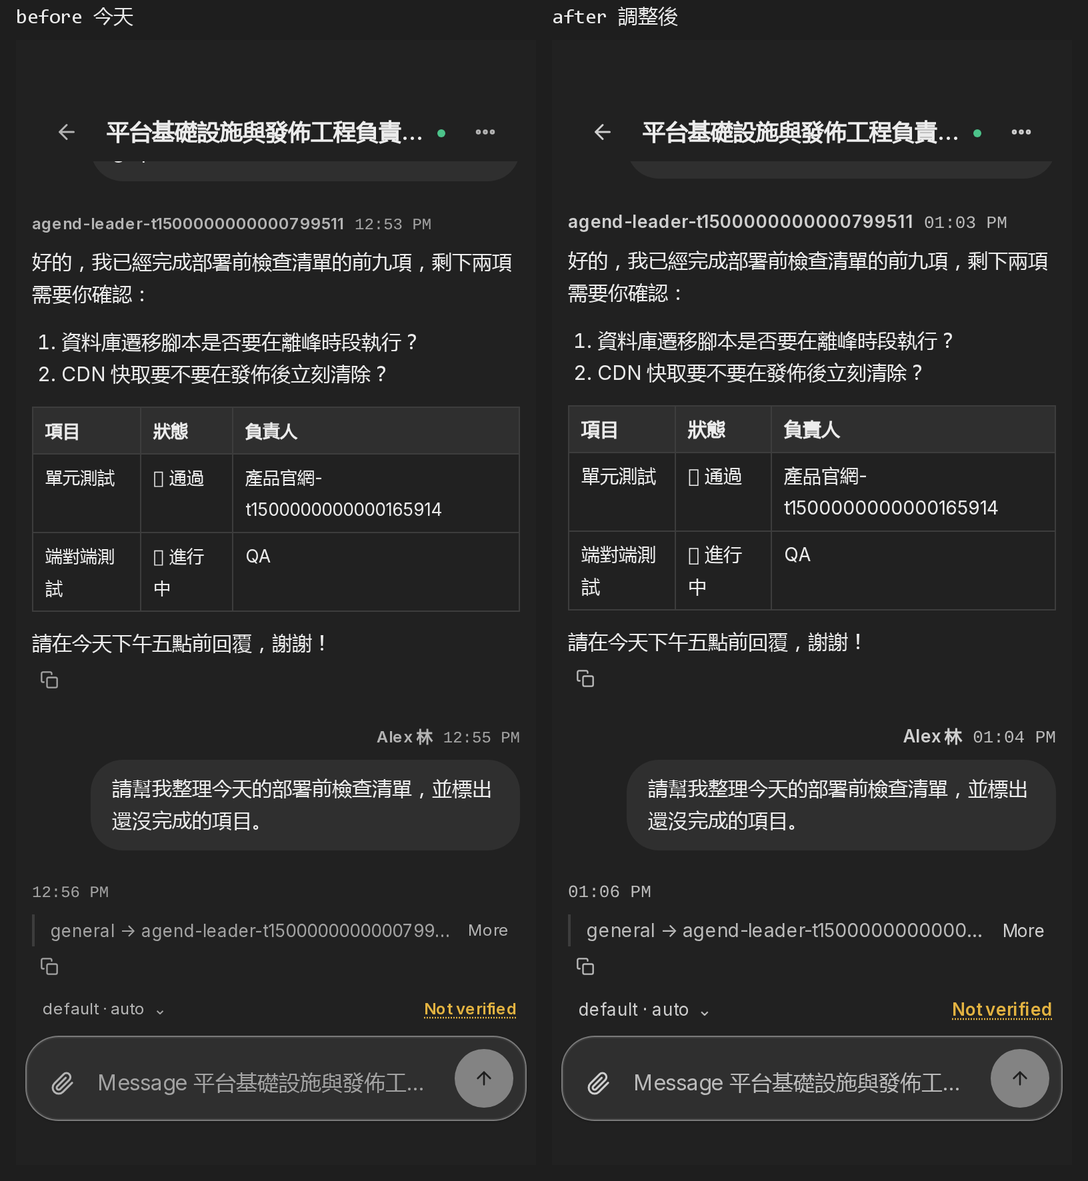 before 今天
平台基礎設施與發佈工程負責…
agend-leader-t1500000000000799511 12:53 PM
好的，我已經完成部署前檢查清單的前九項，剩下兩項
需要你確認：
1. 資料庫遷移腳本是否要在離峰時段執行？
2. CDN 快取要不要在發佈後立刻清除？
項目 狀態 負責人
單元測試 通過 產品官網-
t1500000000000165914
端對端測 進行 QA
試 中
請在今天下午五點前回覆，謝謝！
Alex 林 12:55 PM
請幫我整理今天的部署前檢查清單，並標出
還沒完成的項目。
12:56 PM
general → agend-leader-t1500000000000799… More
default · auto
Not verified
Message 平台基礎設施與發佈工…
after 調整後
平台基礎設施與發佈工程負責…
agend-leader-t1500000000000799511 01:03 PM
好的，我已經完成部署前檢查清單的前九項，剩下兩項
需要你確認：
1. 資料庫遷移腳本是否要在離峰時段執行？
2. CDN 快取要不要在發佈後立刻清除？
項目 狀態 負責人
單元測試 通過 產品官網-
t1500000000000165914
端對端測 進行 QA
試 中
請在今天下午五點前回覆，謝謝！
Alex 林 01:04 PM
請幫我整理今天的部署前檢查清單，並標出
還沒完成的項目。
01:06 PM
general → agend-leader-t1500000000000… More
default · auto
Not verified
Message 平台基礎設施與發佈工…